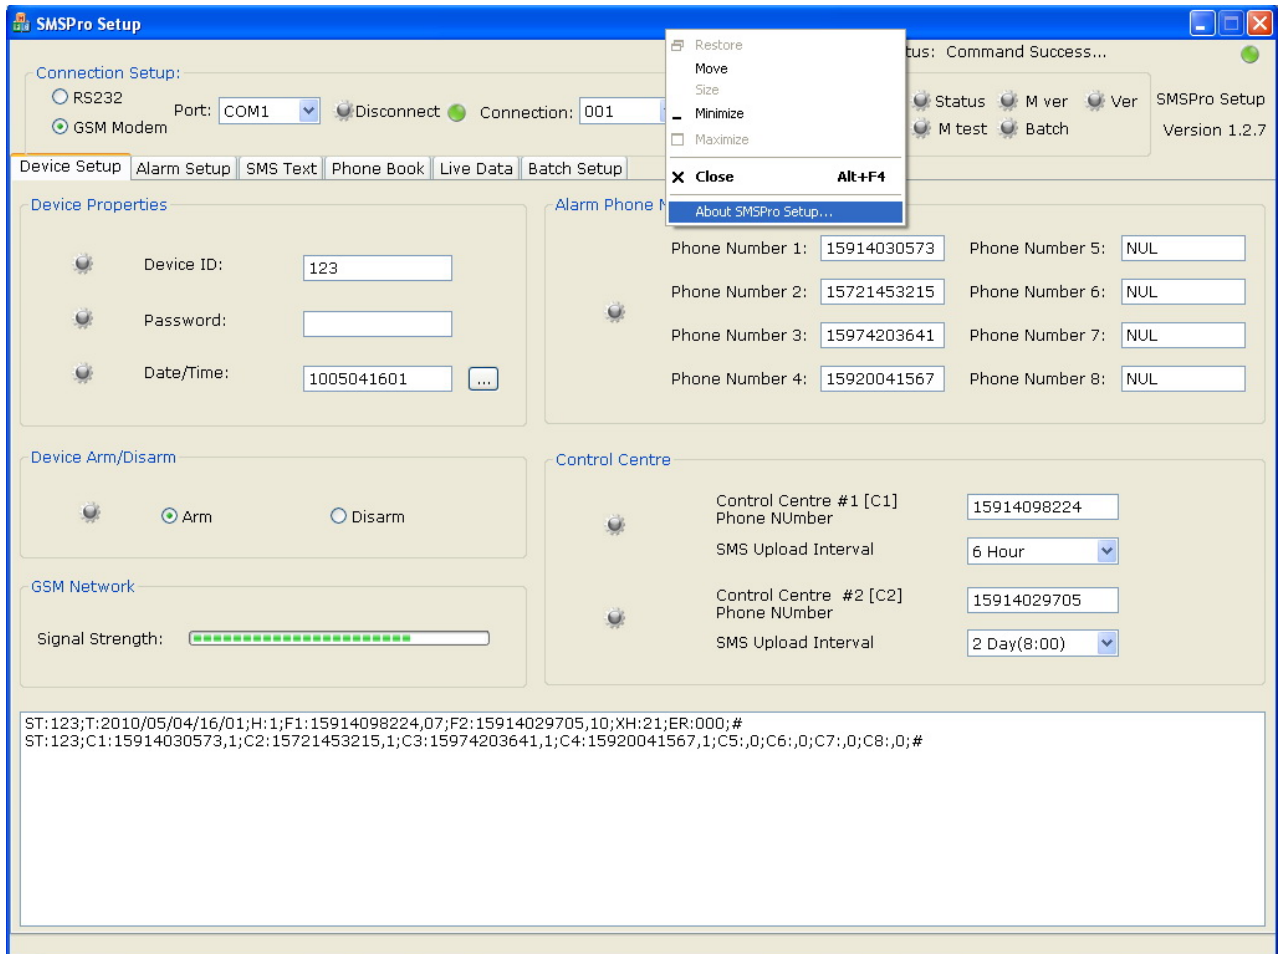 SMSPro Setup
Restore
Move
Size
Minimize
Maximize
Close Alt+F4
About SMSPro Setup...
tus: Command Success...
Connection Setup:
RS232
GSM Modem
Port: COM1
Disconnect
Connection: 001
Status M ver Ver
M test Batch
SMSPro Setup
Version 1.2.7
Device Setup Alarm Setup SMS Text Phone Book Live Data Batch Setup
Device Properties
Device ID: 123
Password:
Date/Time: 1005041601 ...
Alarm Phone N
Phone Number 1: 15914030573 Phone Number 5: NUL
Phone Number 2: 15721453215 Phone Number 6: NUL
Phone Number 3: 15974203641 Phone Number 7: NUL
Phone Number 4: 15920041567 Phone Number 8: NUL
Device Arm/Disarm
Arm Disarm
GSM Network
Signal Strength:
Control Centre
Control Centre #1 [C1]
Phone NUmber
15914098224
SMS Upload Interval 6 Hour
Control Centre #2 [C2]
Phone NUmber
15914029705
SMS Upload Interval 2 Day(8:00)
ST:123;T:2010/05/04/16/01;H:1;F1:15914098224,07;F2:15914029705,10;XH:21;ER:000;#
ST:123;C1:15914030573,1;C2:15721453215,1;C3:15974203641,1;C4:15920041567,1;C5:,0;C6:,0;C7:,0;C8:,0;#